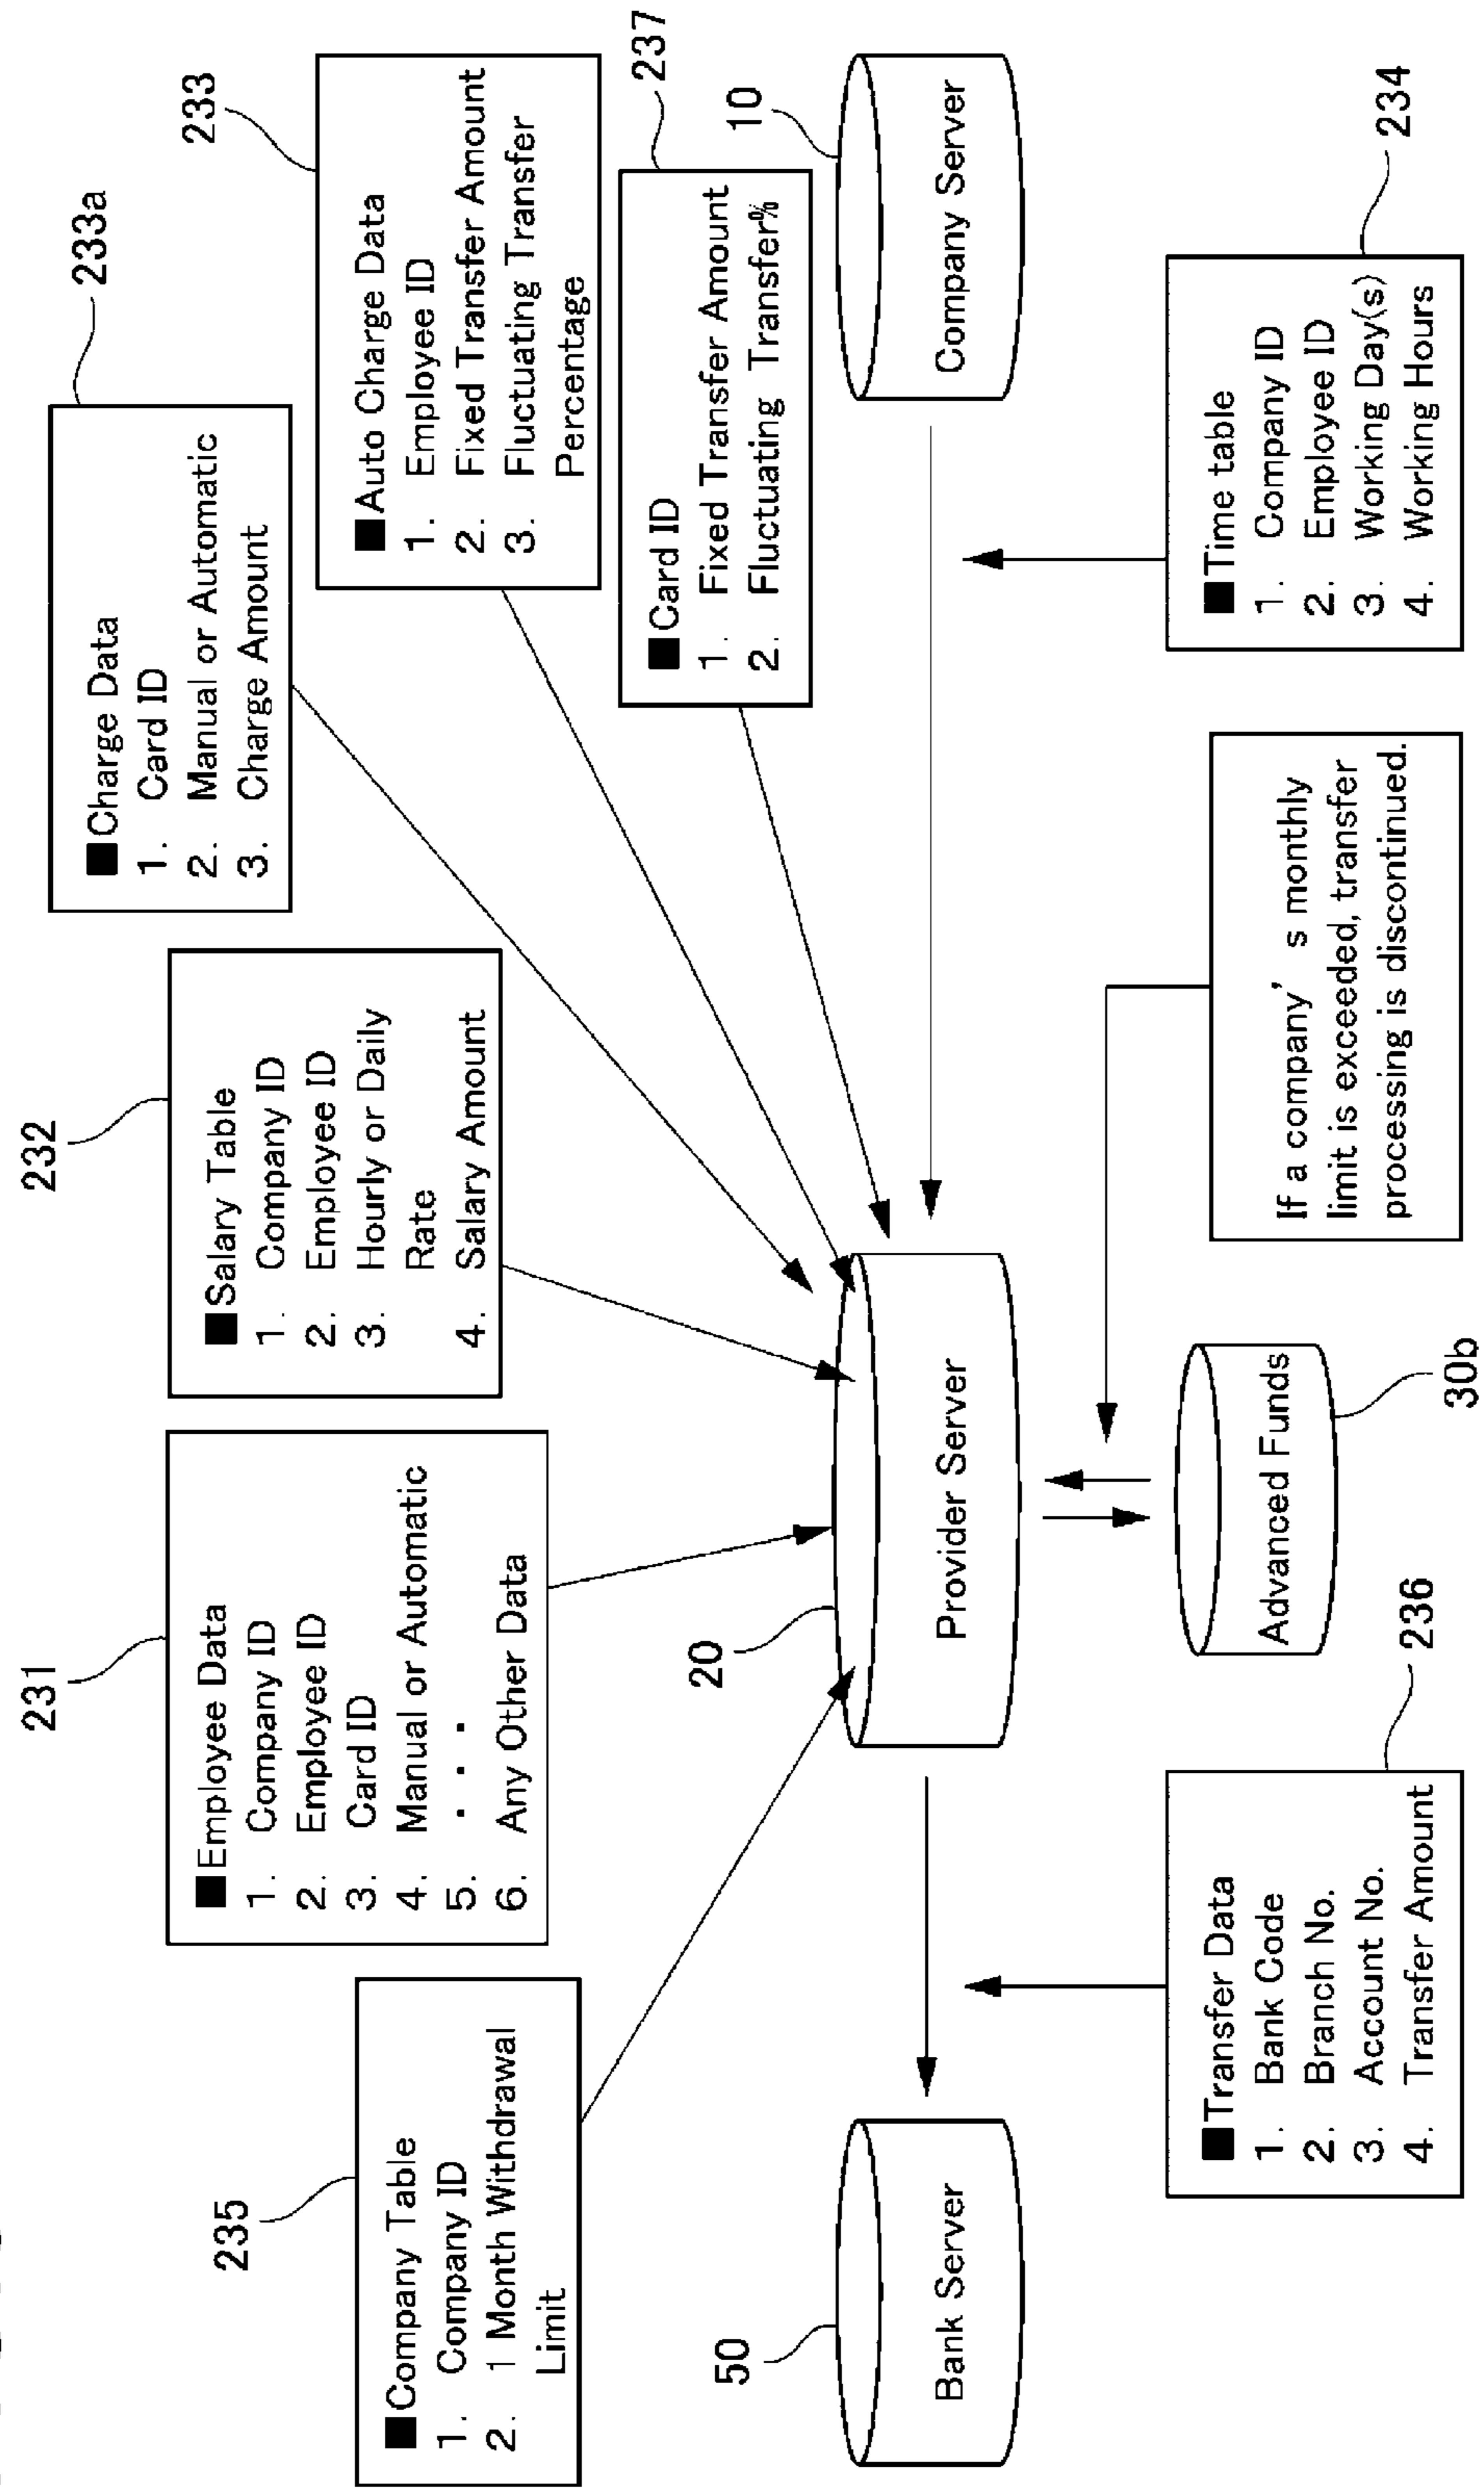 235
■Company Table
1. Company ID
2. 1 Month Withdrawal
Limit
231
■Employee Data
1. Company ID
2. Employee ID
3. Card ID
4. Manual or Automatic
5. ・・・
6. Any Other Data
232
■Salary Table
1. Company ID
2. Employee ID
3. Hourly or Daily
Rate
4. Salary Amount
233a
■Charge Data
1. Card ID
2. Manual or Automatic
3. Charge Amount
233
■Auto Charge Data
1. Employee ID
2. Fixed Transfer Amount
3. Fluctuating Transfer
Percentage
237
■Card ID
1. Fixed Transfer Amount
2. Fluctuating Transfer%
50
Bank Server
20
Provider Server
10
Company Server
236
■Transfer Data
1. Bank Code
2. Branch No.
3. Account No.
4. Transfer Amount
Advanced Funds
30b
If a company's monthly
limit is exceeded, transfer
processing is discontinued.
234
■Time table
1. Company ID
2. Employee ID
3. Working Day(s)
4. Working Hours